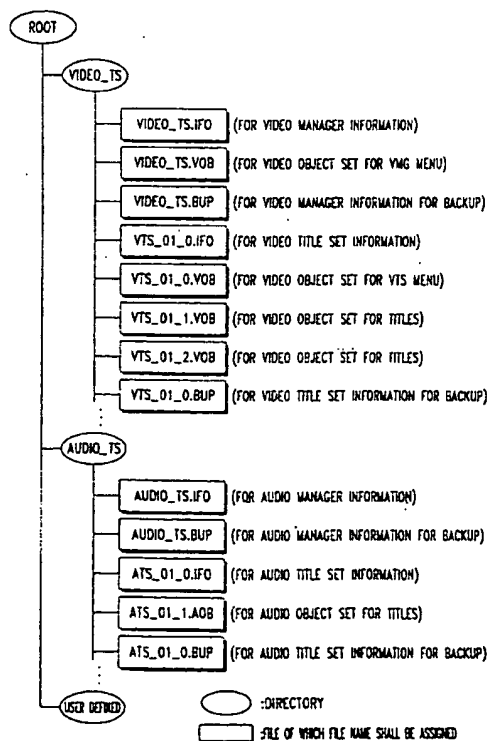 ROOT
VIDEO_TS
VIDEO_TS.IFO (FOR VIDEO MANAGER INFORMATION)
VIDEO_TS.VOB (FOR VIDEO OBJECT SET FOR VMG MENU)
VIDEO_TS.BUP (FOR VIDEO MANAGER INFORMATION FOR BACKUP)
VTS_01_0.IFO (FOR VIDEO TITLE SET INFORMATION)
VTS_01_0.VOB (FOR VIDEO OBJECT SET FOR VTS MENU)
VTS_01_1.VOB (FOR VIDEO OBJECT SET FOR TITLES)
VTS_01_2.VOB (FOR VIDEO OBJECT SET FOR TITLES)
VTS_01_0.BUP (FOR VIDEO TITLE SET INFORMATION FOR BACKUP)
AUDIO_TS
AUDIO_TS.IFO (FOR AUDIO MANAGER INFORMATION)
AUDIO_TS.BUP (FOR AUDIO MANAGER INFORMATION FOR BACKUP)
ATS_01_0.IFO (FOR AUDIO TITLE SET INFORMATION)
ATS_01_1.AOB (FOR AUDIO OBJECT SET FOR TITLES)
ATS_01_0.BUP (FOR AUDIO TITLE SET INFORMATION FOR BACKUP)
USER DEFINED
:DIRECTORY
:FILE OF WHICH FILE NAME SHALL BE ASSIGNED